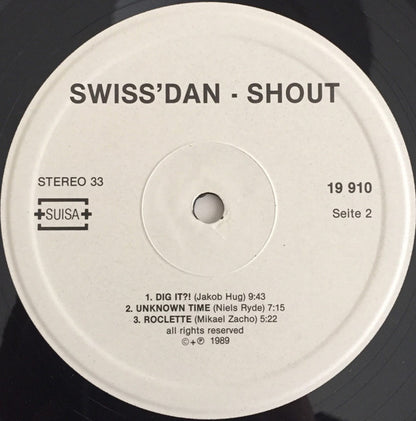 SWISS'DAN - SHOUT
STEREO 33
19 910
+SUISA+
Seite 2
1. DIG IT?! (Jakob Hug) 9:43
2. UNKNOWN TIME (Niels Ryde) 7:15
3. ROCLETTE (Mikael Zacho) 5:22
all rights reserved
©+℗ 1989